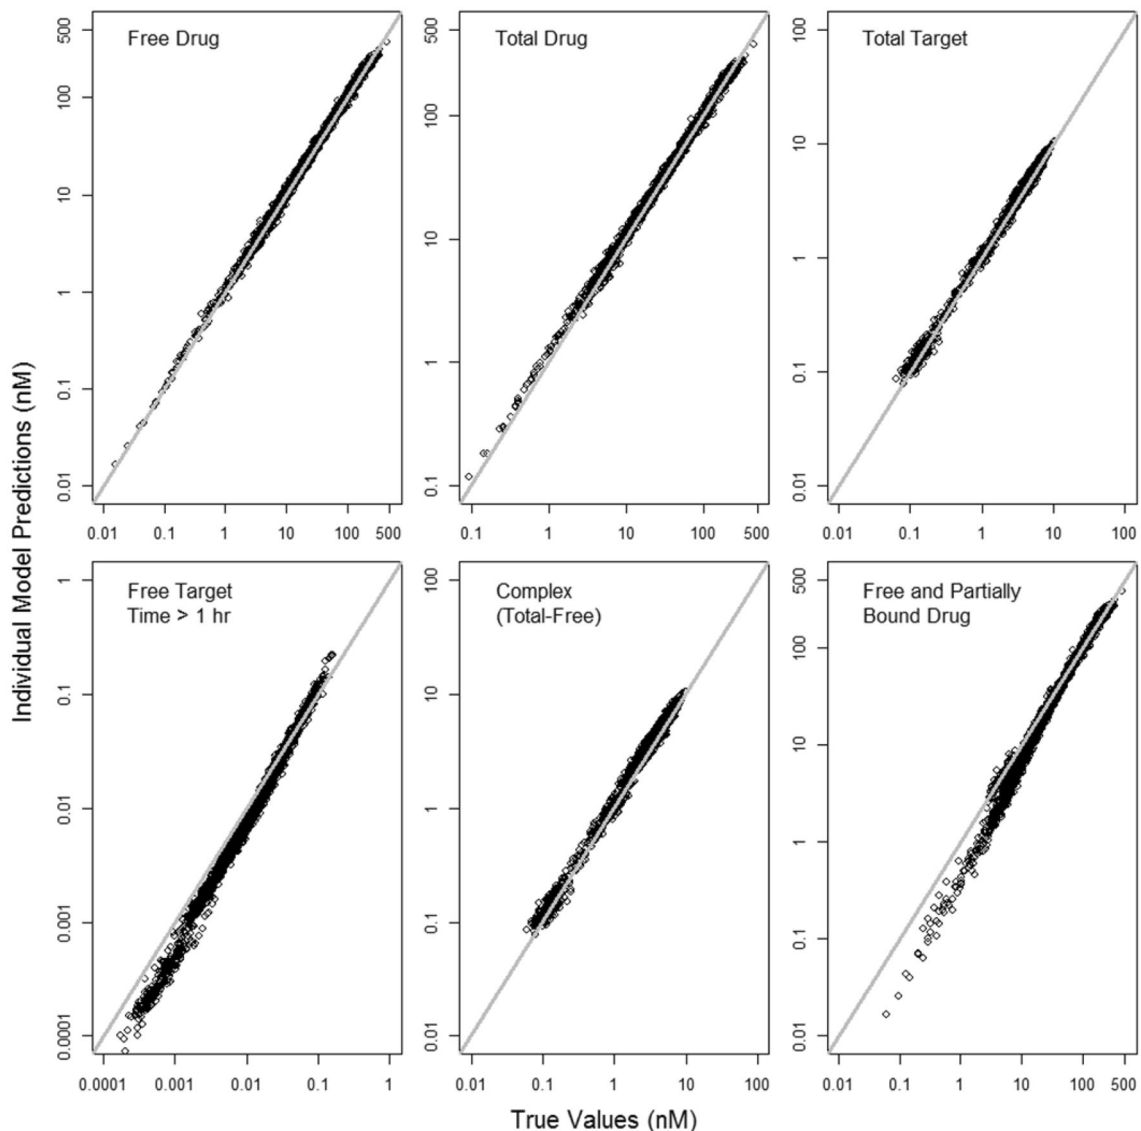 Free Drug
500
100
10
1
0.1
0.01
0.01 0.1 1 10 100 500
Total Drug
500
100
10
1
0.1
0.1 1 10 100 500
Total Target
100
10
1
0.1
0.01
0.01 0.1 1 10 100
Individual Model Predictions (nM)
Free Target
Time > 1 hr
1
0.1
0.01
0.001
0.0001
0.0001 0.001 0.01 0.1 1
Complex
(Total-Free)
100
10
1
0.1
0.01
0.01 0.1 1 10 100
Free and Partially
Bound Drug
500
100
10
1
0.1
0.01
0.01 0.1 1 10 100 500
True Values (nM)